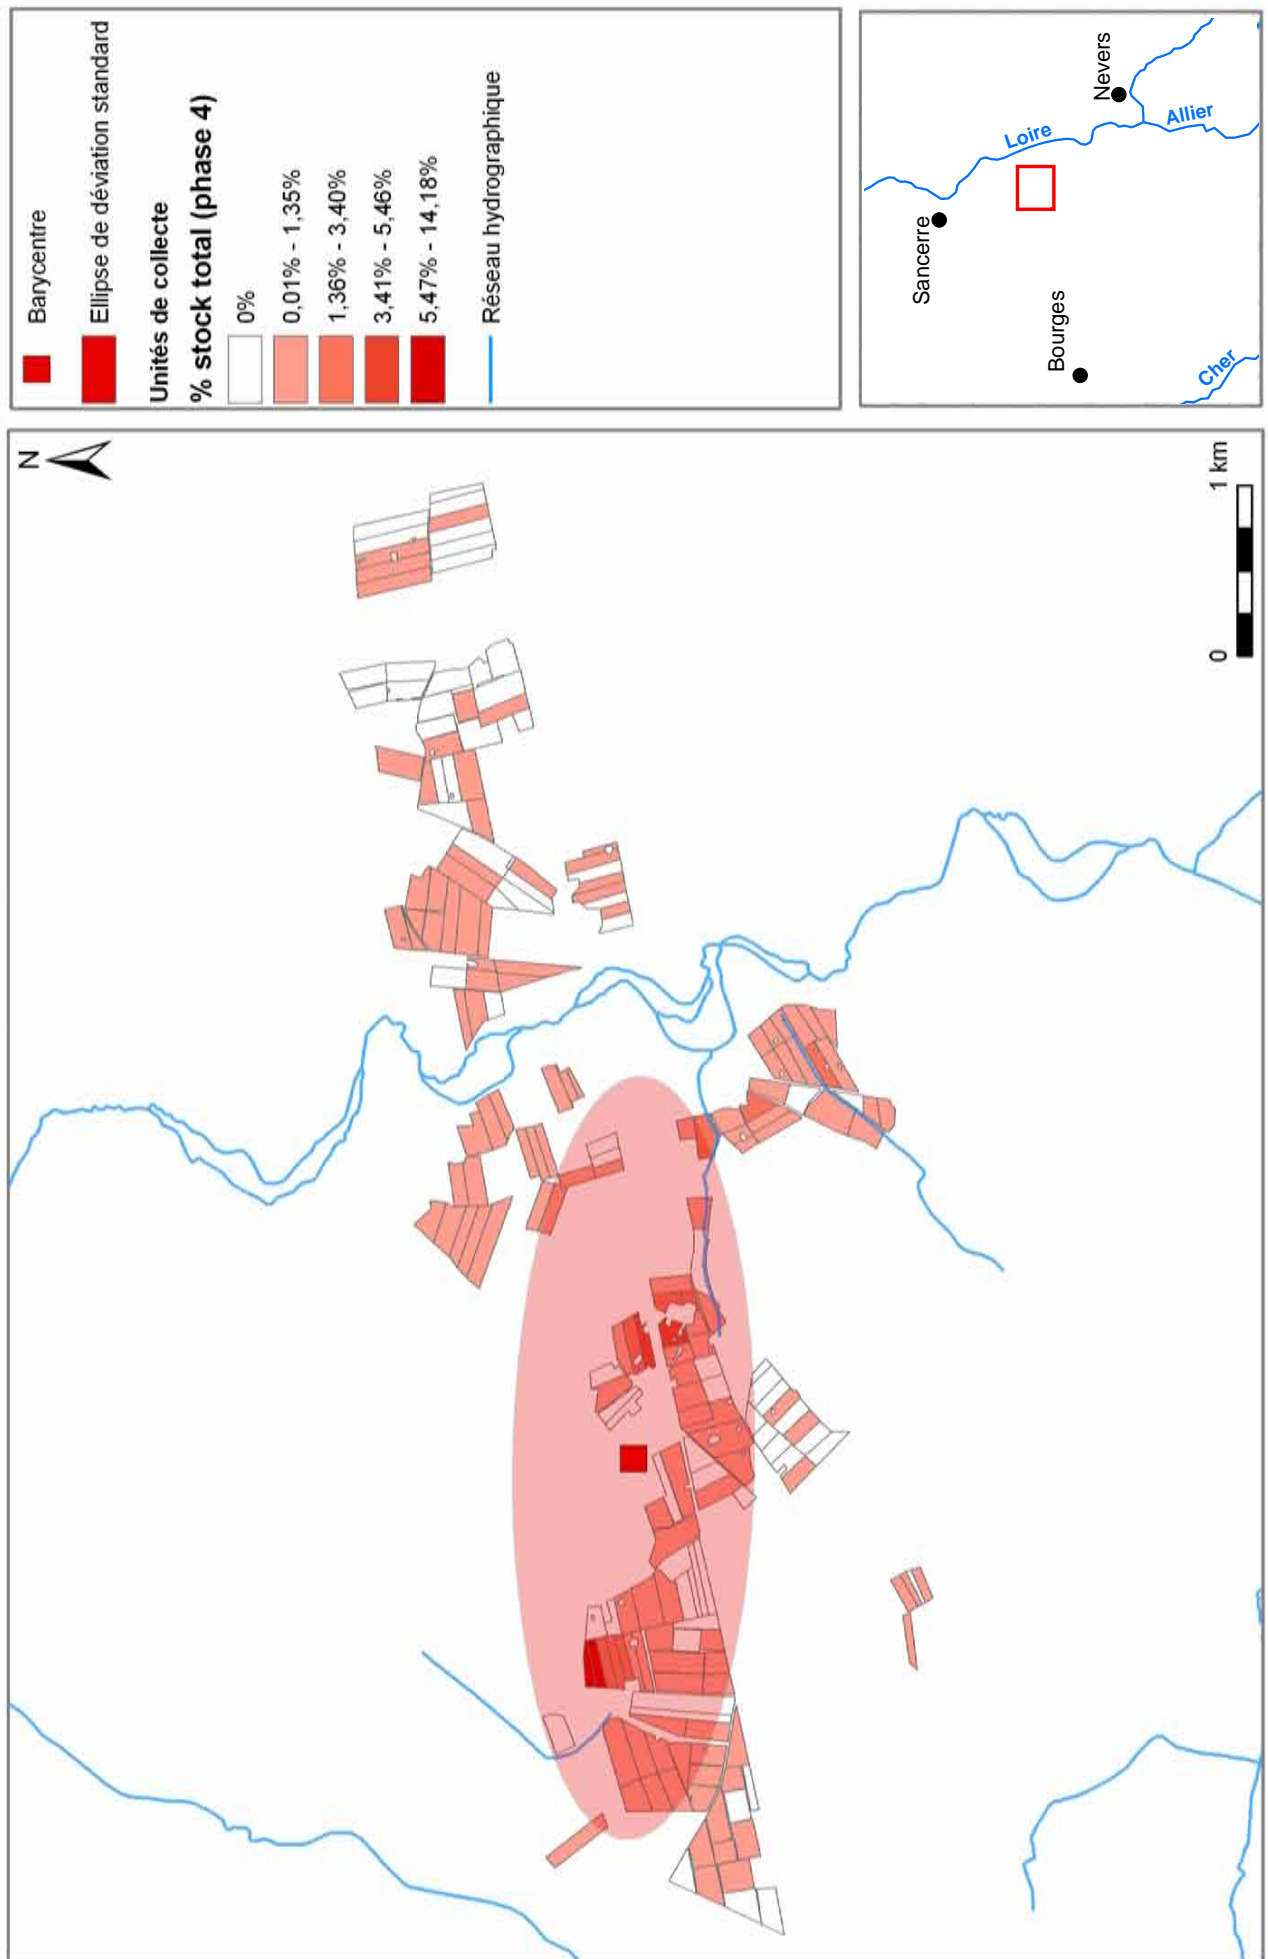 Barycentre
Ellipse de déviation standard
Unités de collecte
% stock total (phase 4)
0%
0,01% - 1,35%
1,36% - 3,40%
3,41% - 5,46%
5,47% - 14,18%
Réseau hydrographique
Nevers
Loire
Allier
Sancerre
Bourges
Cher
N
0
1 km